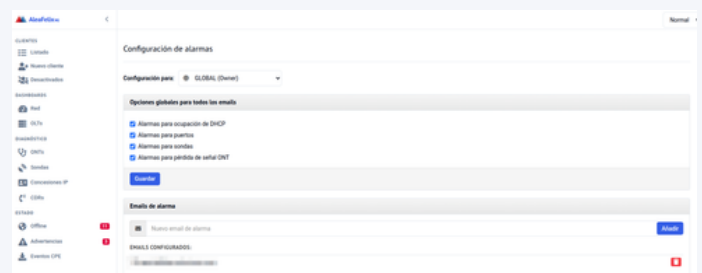 AlexFelix
Normal
CLIENTES
Listado
Nuevo cliente
Desactivados
DASHBOARDS
Red
OLTs
DIAGNÓSTICO
ONTs
Sondas
Concesiones IP
CDRs
ESTADO
Offline 11
Advertencias
Eventos CPE
Configuración de alarmas
Configuración para: GLOBAL (Owner)
Opciones globales para todos los emails
Alarmas para ocupación de DHCP
Alarmas para puertos
Alarmas para sondas
Alarmas para pérdida de señal ONT
Guardar
Emails de alarma
Nuevo email de alarma
Añadir
EMAILS CONFIGURADOS: